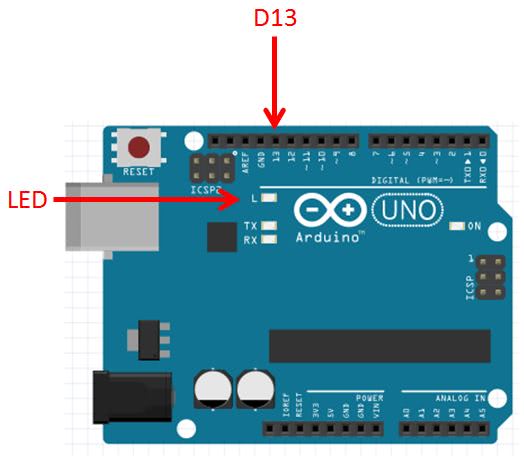 D13
RESET
AREF
GND
13
12
~11
~10
~9
8
7
~6
~5
4
~3
2
TXD▶1
RXD◀0
ICSP2
DIGITAL (PWM=~)
LED
L
TX
RX
Arduino™
UNO
ON
1
ICSP
POWER
ANALOG IN
IOREF
RESET
3V3
5V
GND
GND
VIN
A0
A1
A2
A3
A4
A5